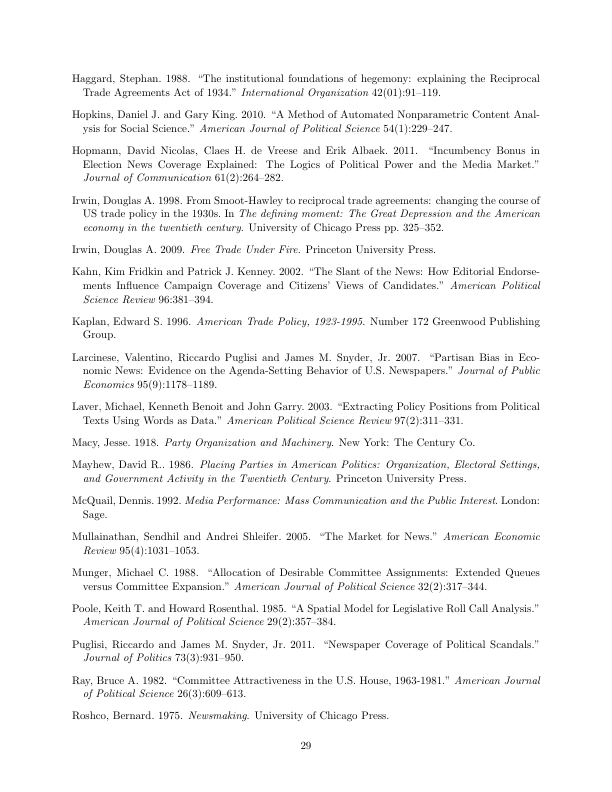 Haggard, Stephan. 1988. “The institutional foundations of hegemony: explaining the Reciprocal
Trade Agreements Act of 1934.” International Organization 42(01):91–119.
Hopkins, Daniel J. and Gary King. 2010. “A Method of Automated Nonparametric Content Anal-
ysis for Social Science.” American Journal of Political Science 54(1):229–247.
Hopmann, David Nicolas, Claes H. de Vreese and Erik Albaek. 2011. “Incumbency Bonus in
Election News Coverage Explained: The Logics of Political Power and the Media Market.”
Journal of Communication 61(2):264–282.
Irwin, Douglas A. 1998. From Smoot-Hawley to reciprocal trade agreements: changing the course of
US trade policy in the 1930s. In The defining moment: The Great Depression and the American
economy in the twentieth century. University of Chicago Press pp. 325–352.
Irwin, Douglas A. 2009. Free Trade Under Fire. Princeton University Press.
Kahn, Kim Fridkin and Patrick J. Kenney. 2002. “The Slant of the News: How Editorial Endorse-
ments Influence Campaign Coverage and Citizens’ Views of Candidates.” American Political
Science Review 96:381–394.
Kaplan, Edward S. 1996. American Trade Policy, 1923-1995. Number 172 Greenwood Publishing
Group.
Larcinese, Valentino, Riccardo Puglisi and James M. Snyder, Jr. 2007. “Partisan Bias in Eco-
nomic News: Evidence on the Agenda-Setting Behavior of U.S. Newspapers.” Journal of Public
Economics 95(9):1178–1189.
Laver, Michael, Kenneth Benoit and John Garry. 2003. “Extracting Policy Positions from Political
Texts Using Words as Data.” American Political Science Review 97(2):311–331.
Macy, Jesse. 1918. Party Organization and Machinery. New York: The Century Co.
Mayhew, David R.. 1986. Placing Parties in American Politics: Organization, Electoral Settings,
and Government Activity in the Twentieth Century. Princeton University Press.
McQuail, Dennis. 1992. Media Performance: Mass Communication and the Public Interest. London:
Sage.
Mullainathan, Sendhil and Andrei Shleifer. 2005. “The Market for News.” American Economic
Review 95(4):1031–1053.
Munger, Michael C. 1988. “Allocation of Desirable Committee Assignments: Extended Queues
versus Committee Expansion.” American Journal of Political Science 32(2):317–344.
Poole, Keith T. and Howard Rosenthal. 1985. “A Spatial Model for Legislative Roll Call Analysis.”
American Journal of Political Science 29(2):357–384.
Puglisi, Riccardo and James M. Snyder, Jr. 2011. “Newspaper Coverage of Political Scandals.”
Journal of Politics 73(3):931–950.
Ray, Bruce A. 1982. “Committee Attractiveness in the U.S. House, 1963-1981.” American Journal
of Political Science 26(3):609–613.
Roshco, Bernard. 1975. Newsmaking. University of Chicago Press.
29